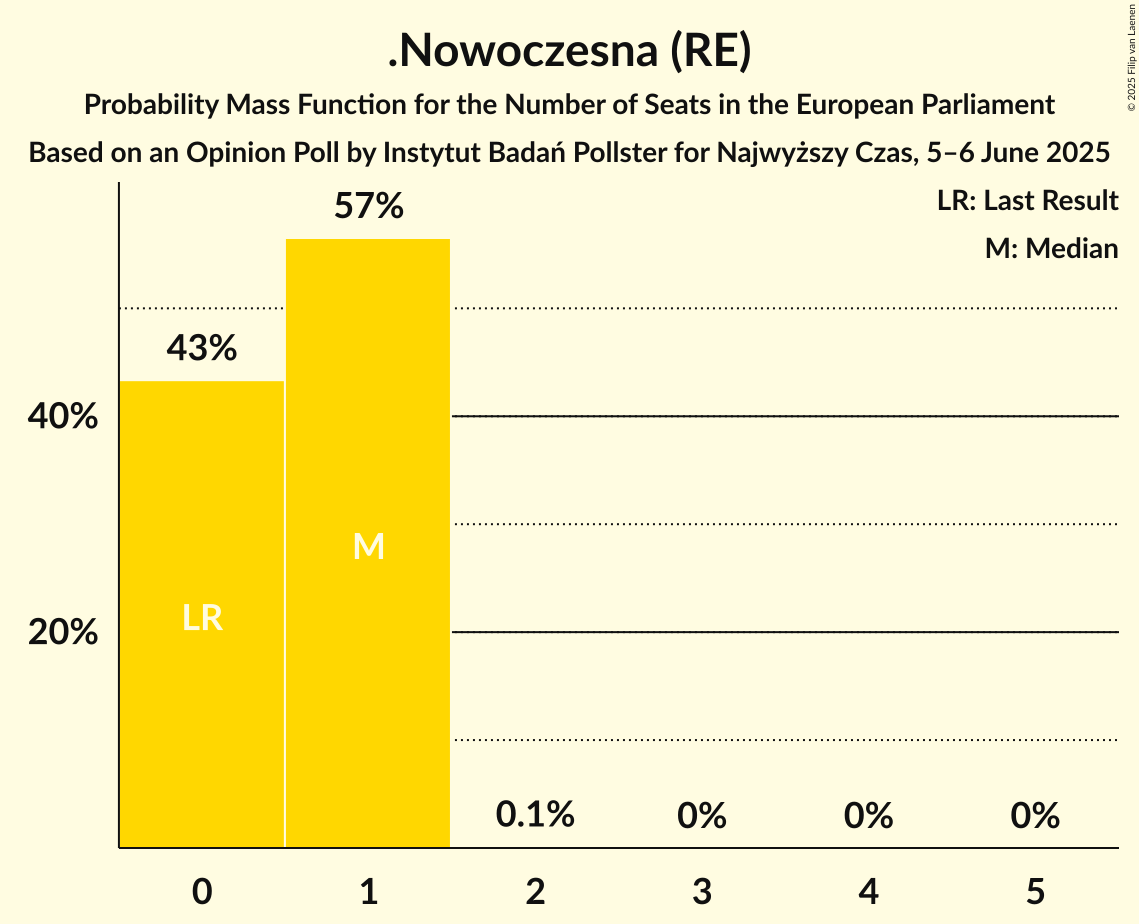 .Nowoczesna (RE)
Probability Mass Function for the Number of Seats in the European Parliament
Based on an Opinion Poll by Instytut Badań Pollster for Najwyższy Czas, 5–6 June 2025
© 2025 Filip van Laenen
LR: Last Result
M: Median
57%
43%
40%
M
LR
20%
0.1%
0%
0%
0%
0
1
2
3
4
5